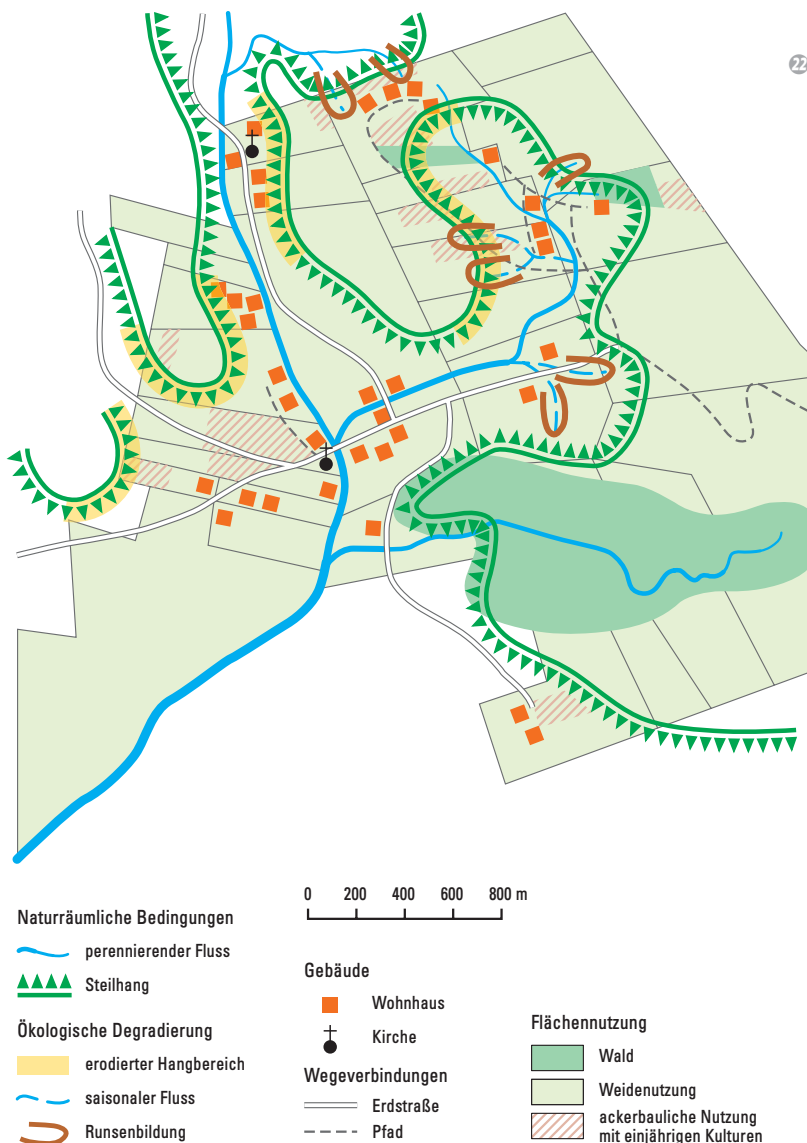 22
0 200 400 600 800 m
Naturräumliche Bedingungen
perennierender Fluss
Steilhang
Ökologische Degradierung
erodierter Hangbereich
saisonaler Fluss
Runsenbildung
Gebäude
Wohnhaus
Kirche
Wegeverbindungen
Erdstraße
Pfad
Flächennutzung
Wald
Weidenutzung
ackerbauliche Nutzung
mit einjährigen Kulturen